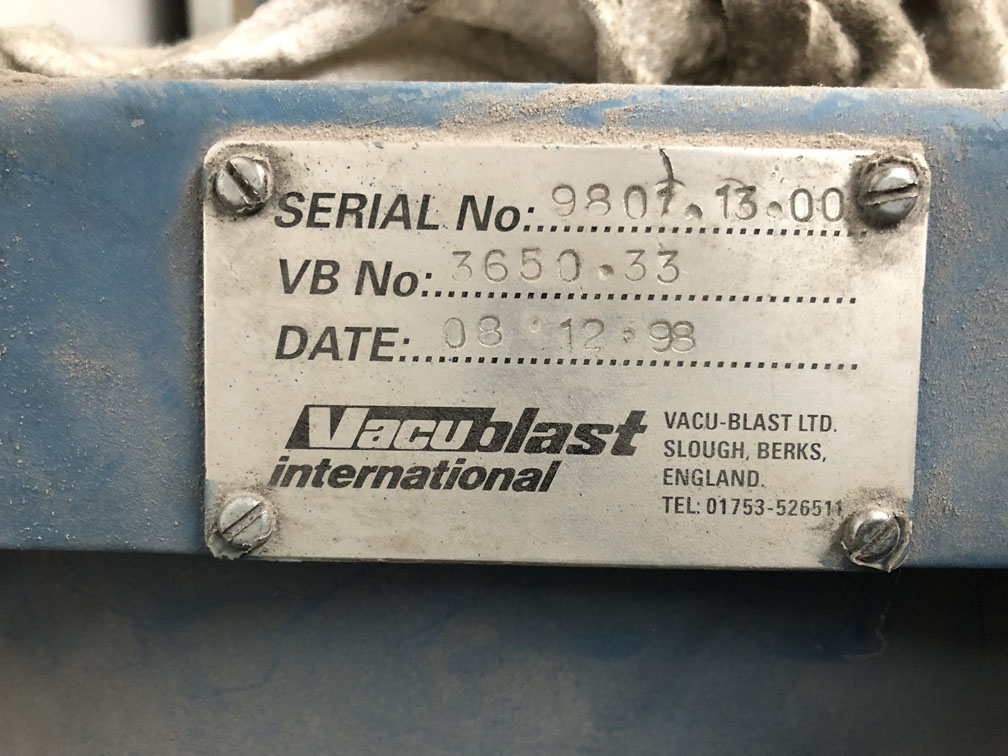 SERIAL No: 9807.13.00
VB No: 3650.33
DATE: 08.12.98
Vacublast
international
VACU-BLAST LTD.
SLOUGH, BERKS,
ENGLAND.
TEL: 01753-526511